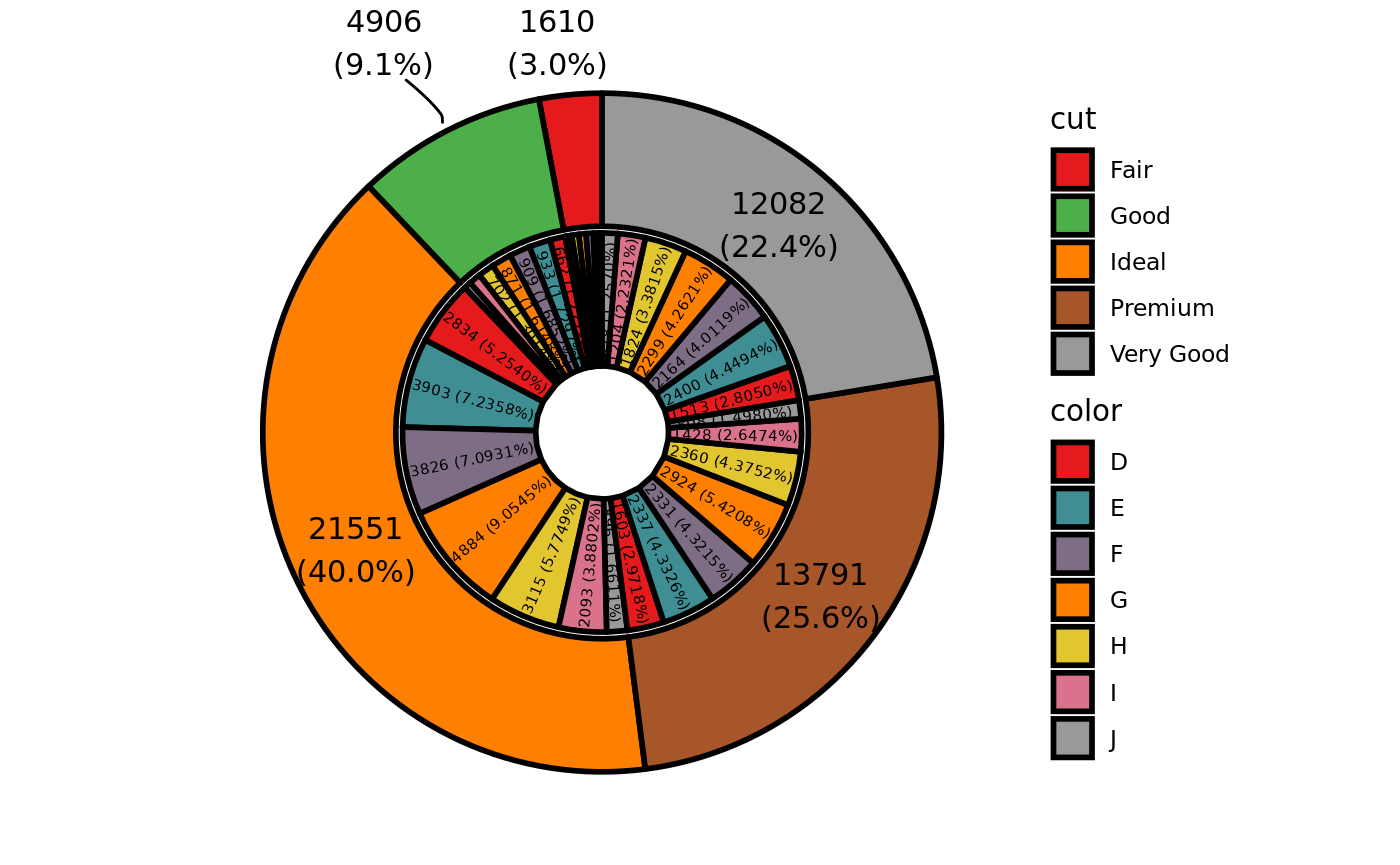 4906
(9.1%)
1610
(3.0%)
12082
(22.4%)
13791
(25.6%)
21551
(40.0%)
1824 (3.3815%)
2299 (4.2621%)
2164 (4.0119%)
2400 (4.4494%)
1513 (2.8050%)
1428 (2.6474%)
2360 (4.3752%)
2924 (5.4208%)
2331 (4.3215%)
2337 (4.3326%)
1603 (2.9718%)
2093 (3.8802%)
3115 (5.7749%)
4884 (9.0545%)
3826 (7.0931%)
3903 (7.2358%)
2834 (5.2540%)
cut
Fair
Good
Ideal
Premium
Very Good
color
D
E
F
G
H
I
J